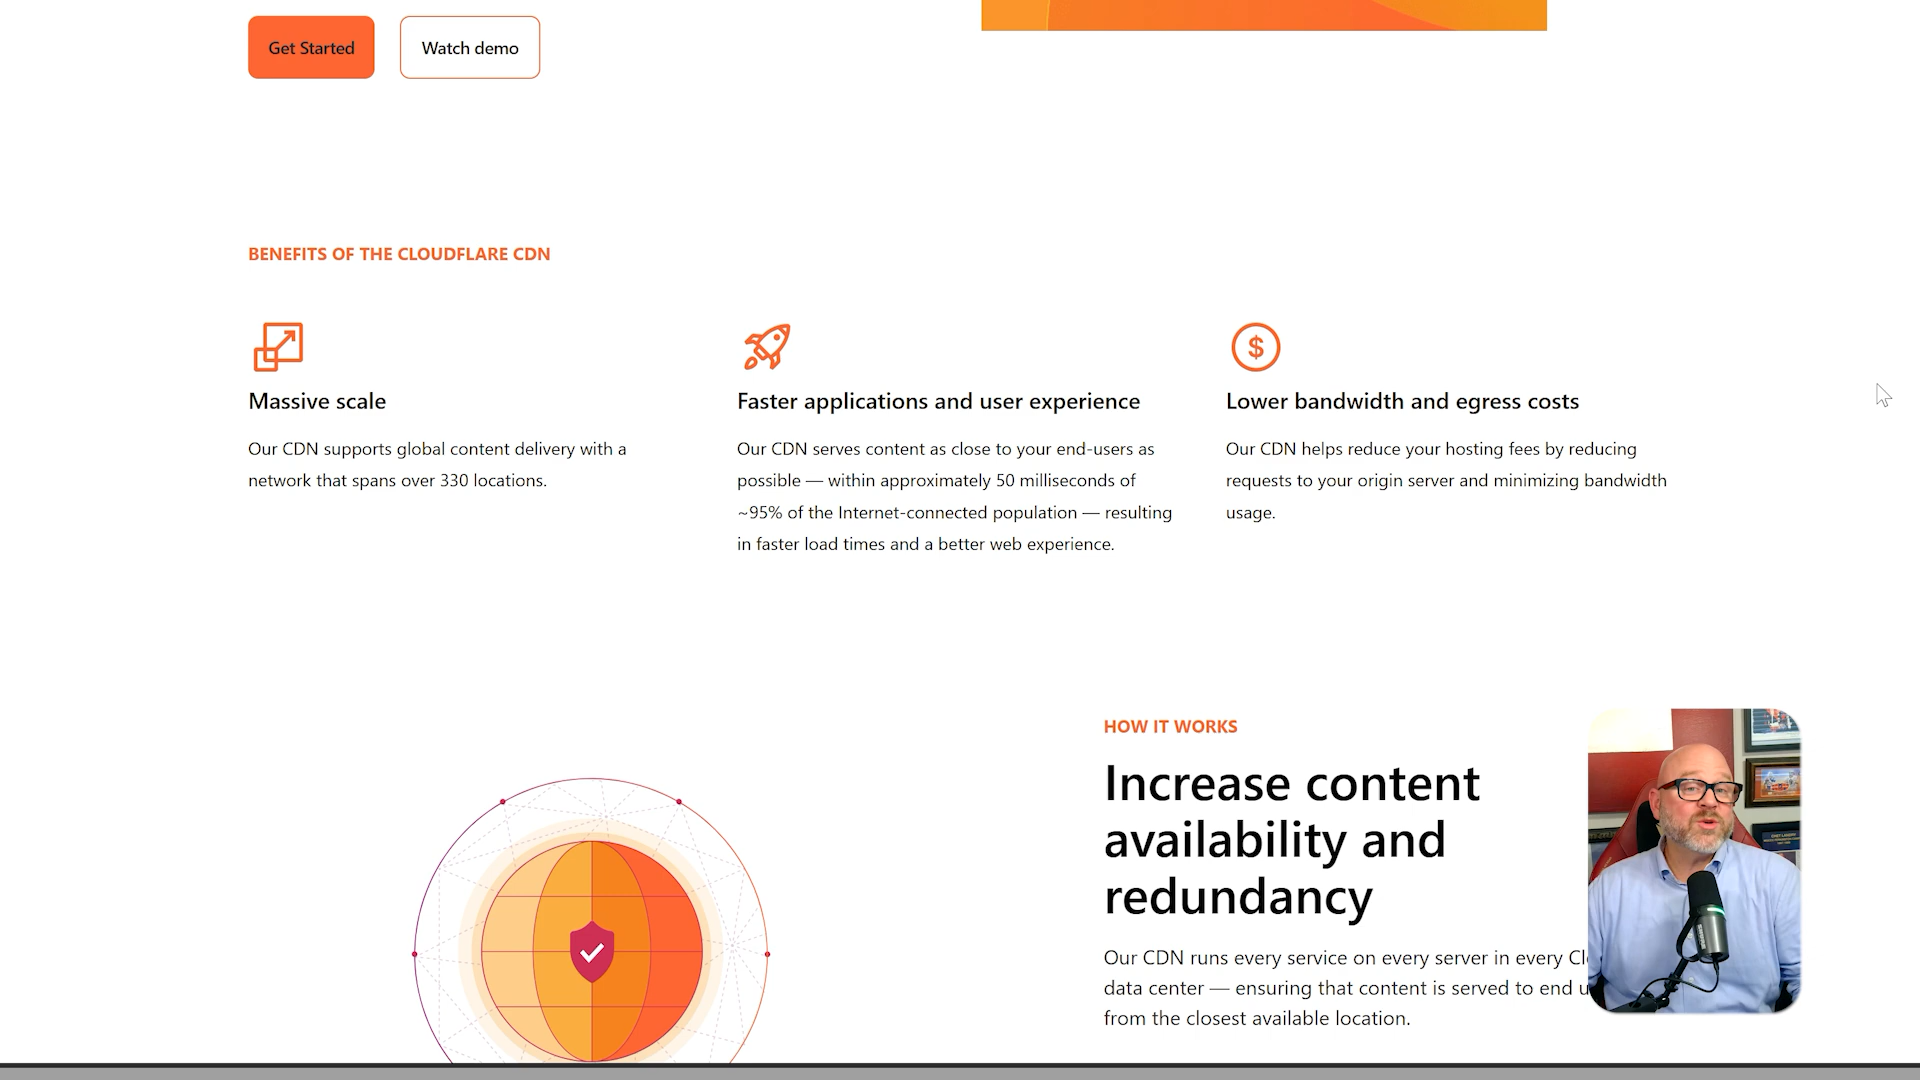 Get Started
Watch demo
BENEFITS OF THE CLOUDFLARE CDN
Massive scale
Our CDN supports global content delivery with a
network that spans over 330 locations.
Faster applications and user experience
Our CDN serves content as close to your end-users as
possible — within approximately 50 milliseconds of
~95% of the Internet-connected population — resulting
in faster load times and a better web experience.
$
Lower bandwidth and egress costs
Our CDN helps reduce your hosting fees by reducing
requests to your origin server and minimizing bandwidth
usage.
HOW IT WORKS
Increase content
availability and
redundancy
Our CDN runs every service on every server in every
data center — ensuring that content is served to end
from the closest available location.